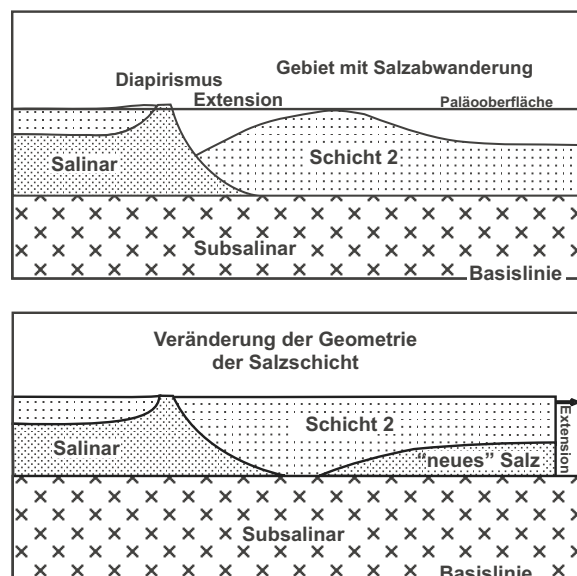 Diapirismus
Gebiet mit Salzabwanderung
Extension
Paläooberfläche
Salinar
Schicht 2
Subsalinar
Basislinie
Veränderung der Geometrie
der Salzschicht
Schicht 2
Extension
Salinar
"neues" Salz
Subsalinar
Basislinie